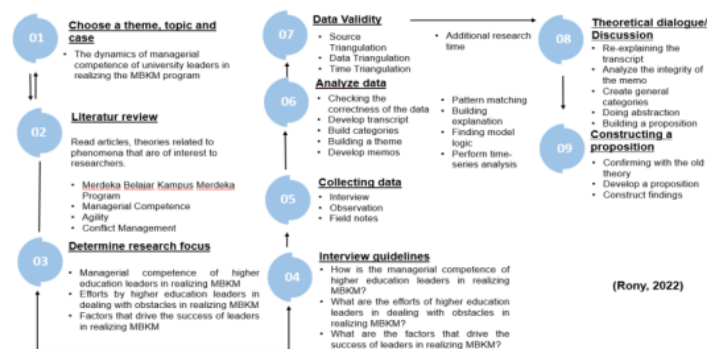 01
Choose a theme, topic and
case
• The dynamics of managerial
competence of university leaders in
realizing the MBKM program
02
Literatur review
Read articles, theories related to
phenomena that are of interest to
researchers.
• Merdeka Belajar Kampus Merdeka
Program
• Managerial Competence
• Agility
• Conflict Management
03
Determine research focus
• Managerial competence of higher
education leaders in realizing MBKM
• Efforts by higher education leaders in
dealing with obstacles in realizing MBKM
• Factors that drive the success of leaders
in realizing MBKM
04
Interview guidelines
• How is the managerial competence of
higher education leaders in realizing
MBKM?
• What are the efforts of higher education
leaders in dealing with obstacles in
realizing MBKM?
• What are the factors that drive the
success of leaders in realizing MBKM?
05
Collecting data
• Interview
• Observation
• Field notes
06
Analyze data
• Checking the
correctness of the data
• Develop transcript
• Build categories
• Building a theme
• Develop memos
• Pattern matching
• Building
explanation
• Finding model
logic
• Perform time-
series analysis
07
Data Validity
• Source
Triangulation
• Data Triangulation
• Time Triangulation
• Additional research
time
08
Theoretical dialogue/
Discussion
• Re-explaining the
transcript
• Analyze the integrity of
the memo
• Create general
categories
• Doing abstraction
• Building a proposition
09
Constructing a
proposition
• Confirming with the old
theory
• Develop a proposition
• Construct findings
(Rony, 2022)